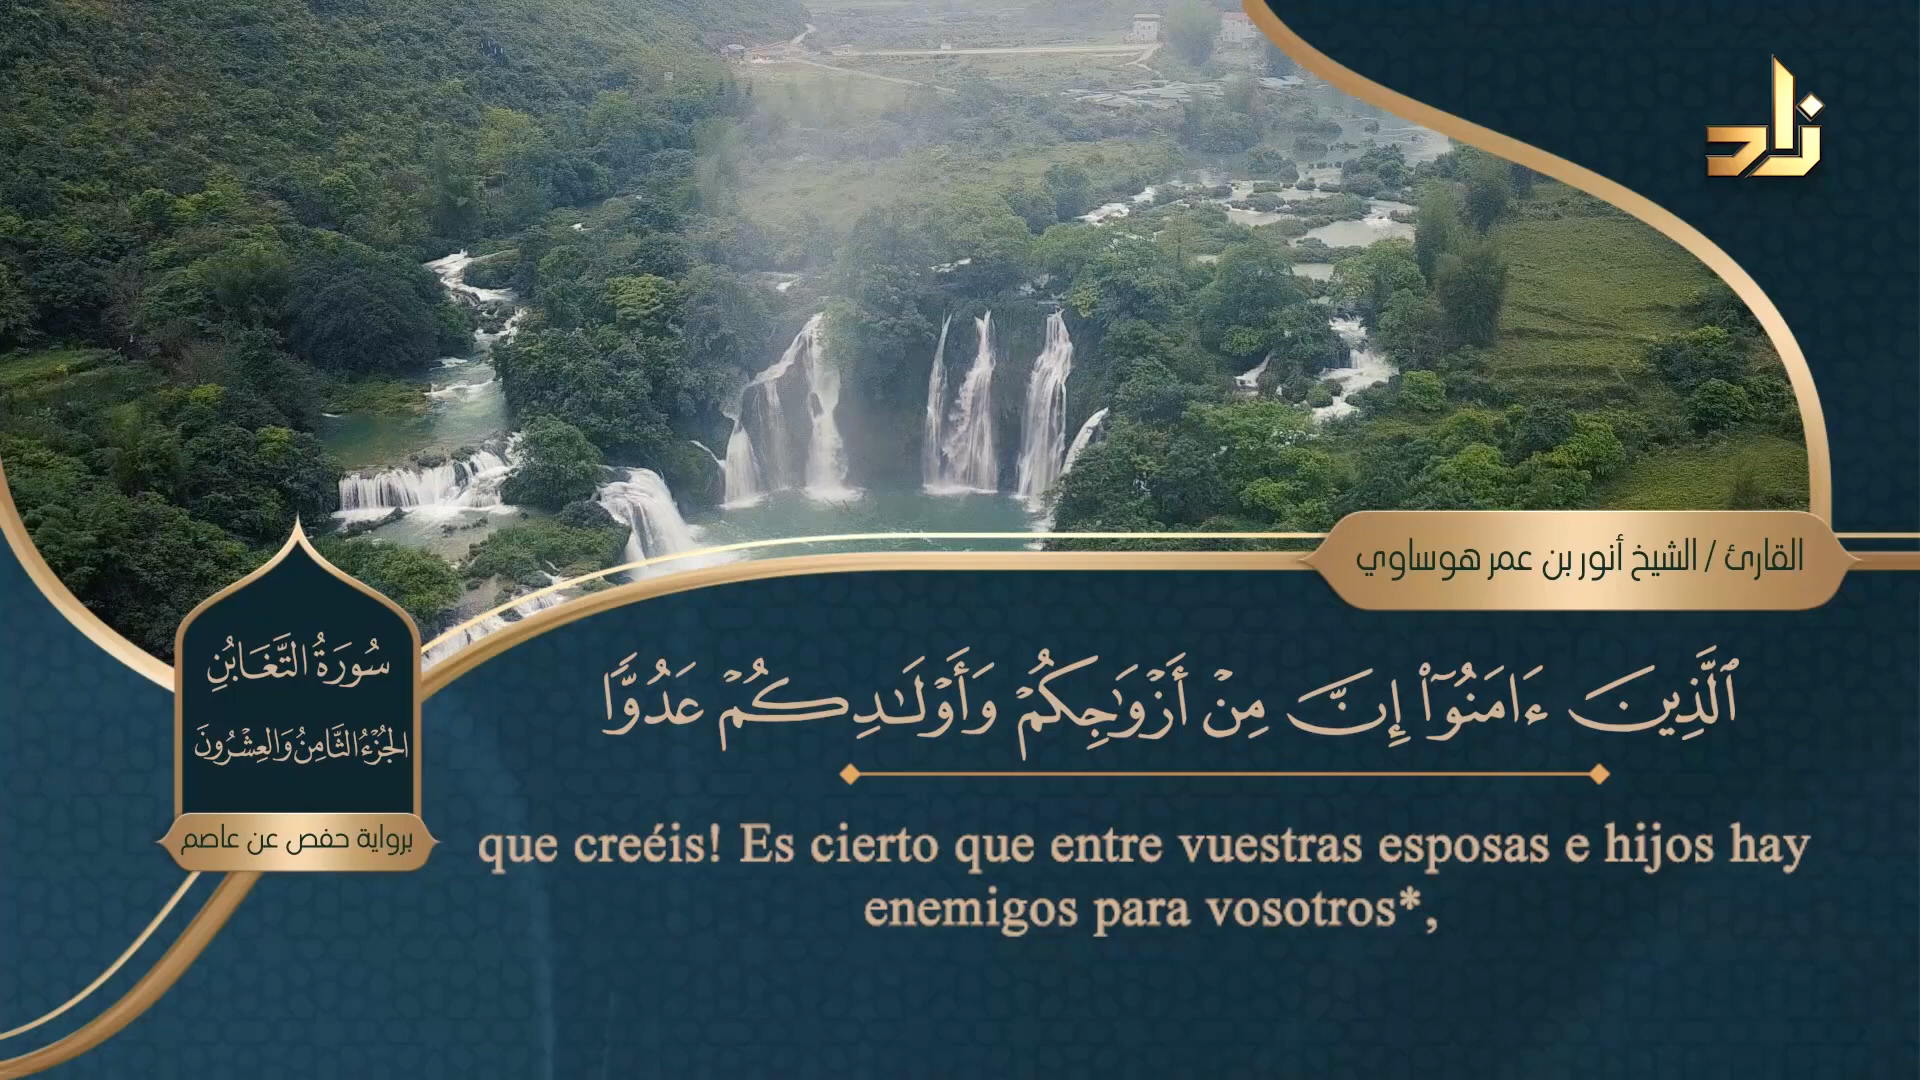 زاد
القارئ / الشيخ أنور بن عمر هوساوي
سُورَةُ التَّغَابُنِ
الجُزْءُ الثَّامِنُ وَالعِشْرُونَ
برواية حفص عن عاصم
ٱلَّذِينَ ءَامَنُوٓا۟ إِنَّ مِنْ أَزْوَٰجِكُمْ وَأَوْلَـٰدِكُمْ عَدُوًّا
que creéis! Es cierto que entre vuestras esposas e hijos hay
enemigos para vosotros*,